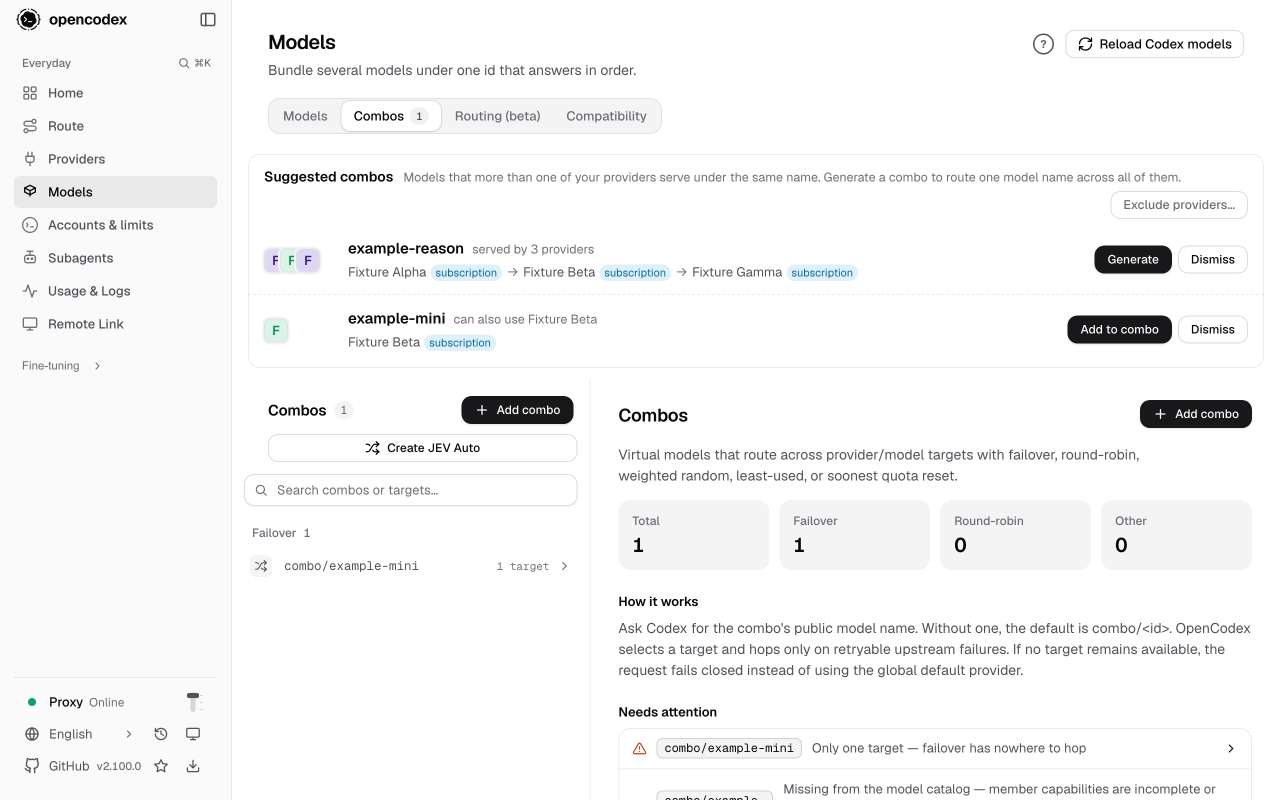 opencodex
Everyday
⌘K
Home
Route
Providers
Models
Accounts & limits
Subagents
Usage & Logs
Remote Link
Fine-tuning
Proxy Online
English
GitHub v2.100.0
Models
Reload Codex models
Bundle several models under one id that answers in order.
Models Combos 1 Routing (beta) Compatibility
Suggested combos Models that more than one of your providers serve under the same name. Generate a combo to route one model name across all of them.
Exclude providers…
F F F
example-reason served by 3 providers
Fixture Alpha subscription → Fixture Beta subscription → Fixture Gamma subscription
Generate Dismiss
F
example-mini can also use Fixture Beta
Fixture Beta subscription
Add to combo Dismiss
Combos 1
Add combo
Create JEV Auto
Search combos or targets…
Failover 1
combo/example-mini 1 target
Combos
Add combo
Virtual models that route across provider/model targets with failover, round-robin,
weighted random, least-used, or soonest quota reset.
Total Failover Round-robin Other
1 1 0 0
How it works
Ask Codex for the combo's public model name. Without one, the default is combo/<id>. OpenCodex
selects a target and hops only on retryable upstream failures. If no target remains available, the
request fails closed instead of using the global default provider.
Needs attention
combo/example-mini Only one target — failover has nowhere to hop
Missing from the model catalog — member capabilities are incomplete or
combo/example-